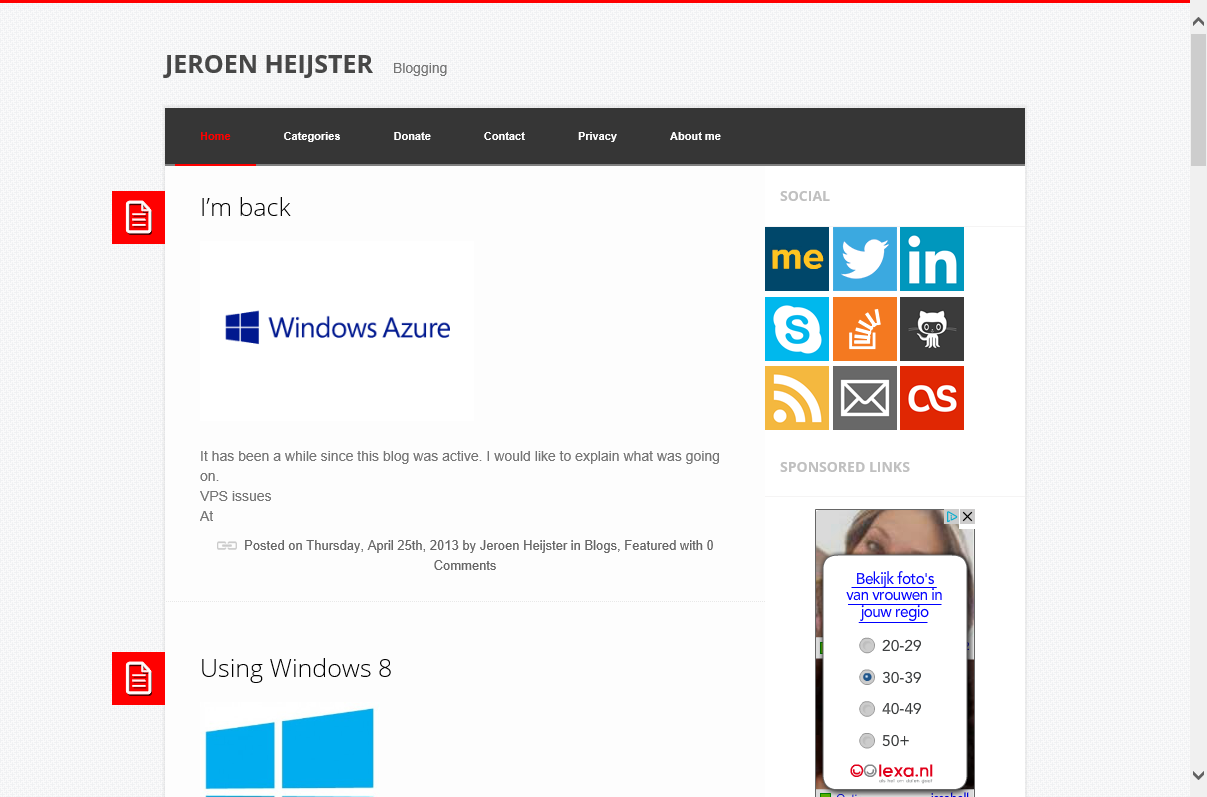 JEROEN HEIJSTER Blogging
Home Categories Donate Contact Privacy About me
I'm back
Windows Azure
It has been a while since this blog was active. I would like to explain what was going
on.
VPS issues
At
Posted on Thursday, April 25th, 2013 by Jeroen Heijster in Blogs, Featured with 0
Comments
Using Windows 8
SOCIAL
me
in
S
as
SPONSORED LINKS
Bekijk foto's
van vrouwen in
jouw regio
20-29
30-39
40-49
50+
lexa.nl